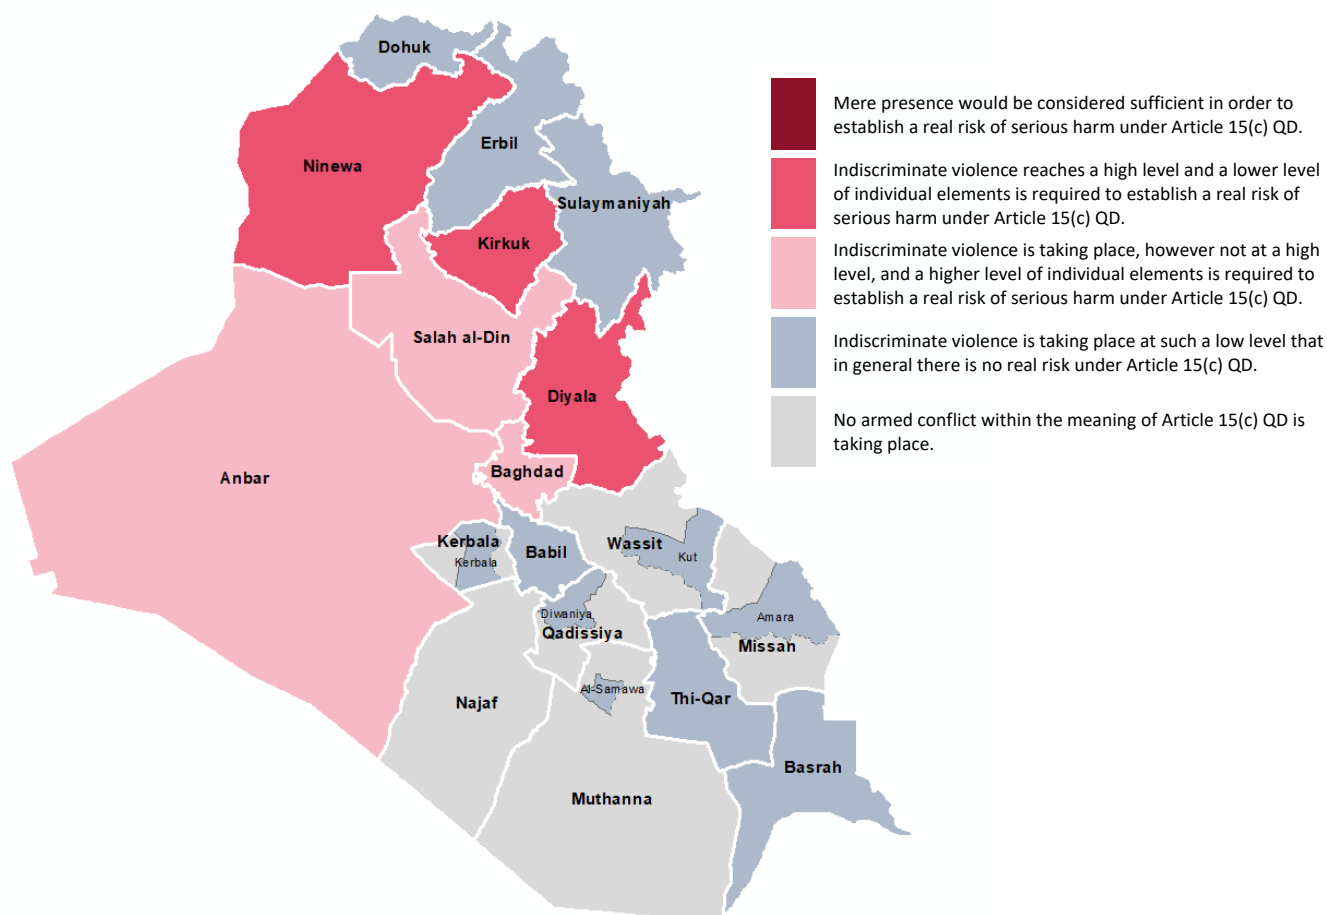 Dohuk
Ninewa
Erbil
Sulaymaniyah
Kirkuk
Salah al-Din
Diyala
Anbar
Baghdad
Kerbala
Kerbala
Babil
Wassit
Kut
Diwaniya
Qadissiya
Amara
Missah
Al-Samawa
Najaf
Thi-Qar
Basrah
Muthanna
Mere presence would be considered sufficient in order to
establish a real risk of serious harm under Article 15(c) QD.
Indiscriminate violence reaches a high level and a lower level
of individual elements is required to establish a real risk of
serious harm under Article 15(c) QD.
Indiscriminate violence is taking place, however not at a high
level, and a higher level of individual elements is required to
establish a real risk of serious harm under Article 15(c) QD.
Indiscriminate violence is taking place at such a low level that
in general there is no real risk under Article 15(c) QD.
No armed conflict within the meaning of Article 15(c) QD is
taking place.